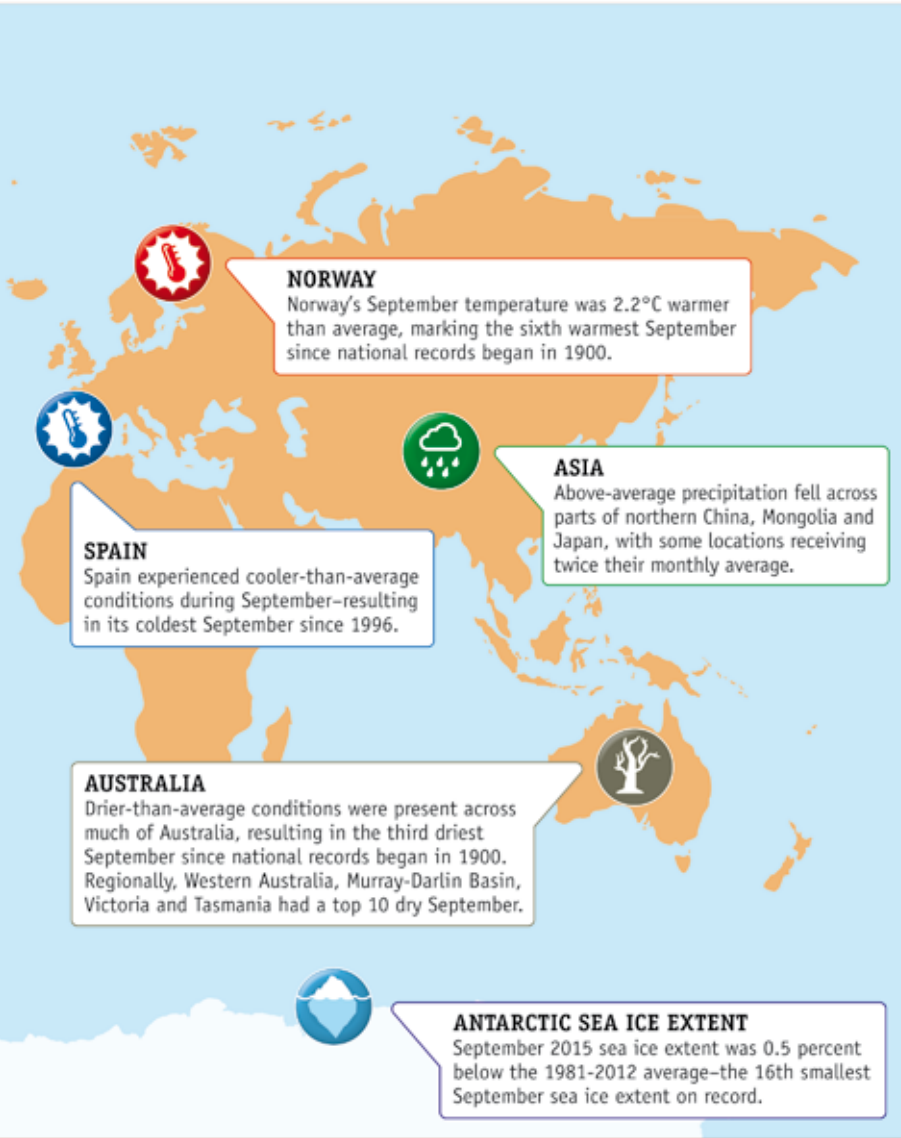 NORWAY
Norway's September temperature was 2.2°C warmer
than average, marking the sixth warmest September
since national records began in 1900.
ASIA
Above-average precipitation fell across
parts of northern China, Mongolia and
Japan, with some locations receiving
twice their monthly average.
SPAIN
Spain experienced cooler-than-average
conditions during September–resulting
in its coldest September since 1996.
AUSTRALIA
Drier-than-average conditions were present across
much of Australia, resulting in the third driest
September since national records began in 1900.
Regionally, Western Australia, Murray-Darlin Basin,
Victoria and Tasmania had a top 10 dry September.
ANTARCTIC SEA ICE EXTENT
September 2015 sea ice extent was 0.5 percent
below the 1981-2012 average–the 16th smallest
September sea ice extent on record.